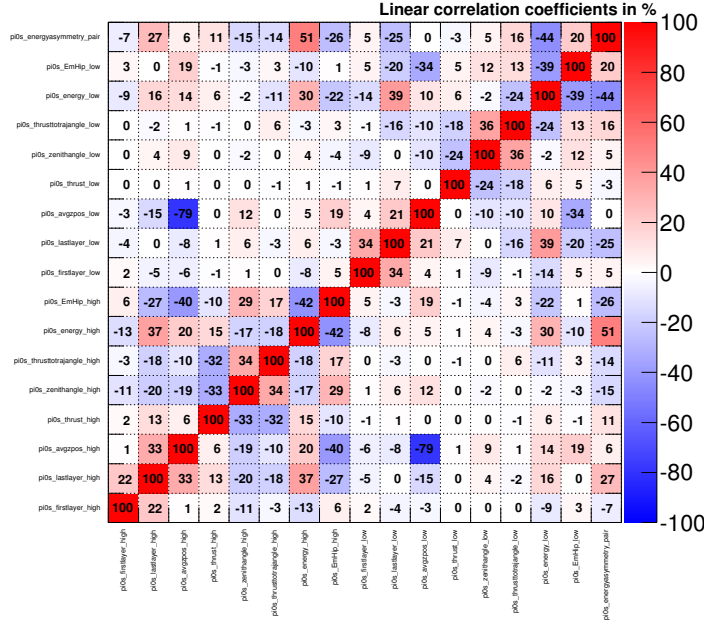 Linear correlation coefficients in %
pi0s_energyasymmetry_pair -7 27 6 11 -15 -14 51 -26 5 -25 0 -3 5 16 -44 20 100
pi0s_EmHip_low 3 0 19 -1 -3 3 -10 1 5 -20 -34 5 12 13 -39 100 20
pi0s_energy_low -9 16 14 6 -2 -11 30 -22 -14 39 10 6 -2 -24 100 -39 -44
pi0s_thrusttotrajangle_low 0 -2 1 -1 0 6 -3 3 -1 -16 -10 -18 36 100 -24 13 16
pi0s_zenithangle_low 0 4 9 0 -2 0 4 -4 -9 0 -10 -24 100 36 -2 12 5
pi0s_thrust_low 0 0 1 0 0 -1 1 -1 1 7 0 100 -24 -18 6 5 -3
pi0s_avgzpos_low -3 -15 -79 0 12 0 5 19 4 21 100 0 -10 -10 10 -34 0
pi0s_lastlayer_low -4 0 -8 1 6 -3 6 -3 34 100 21 7 0 -16 39 -20 -25
pi0s_firstlayer_low 2 -5 -6 -1 1 0 -8 5 100 34 4 1 -9 -1 -14 5 5
pi0s_EmHip_high 6 -27 -40 -10 29 17 -42 100 5 -3 19 -1 -4 3 -22 1 -26
pi0s_energy_high -13 37 20 15 -17 -18 100 -42 -8 6 5 1 4 -3 30 -10 51
pi0s_thrusttotrajangle_high -3 -18 -10 -32 34 100 -18 17 0 -3 0 -1 0 6 -11 3 -14
pi0s_zenithangle_high -11 -20 -19 -33 100 34 -17 29 1 6 12 0 -2 0 -2 -3 -15
pi0s_thrust_high 2 13 6 100 -33 -32 15 -10 -1 1 0 0 0 -1 6 -1 11
pi0s_avgzpos_high 1 33 100 6 -19 -10 20 -40 -6 -8 -79 1 9 1 14 19 6
pi0s_lastlayer_high 22 100 33 13 -20 -18 37 -27 -5 0 -15 0 4 -2 16 0 27
pi0s_firstlayer_high 100 22 1 2 -11 -3 -13 6 2 -4 -3 0 0 0 -9 3 -7
pi0s_firstlayer_high
pi0s_lastlayer_high
pi0s_avgzpos_high
pi0s_thrust_high
pi0s_zenithangle_high
pi0s_thrusttotrajangle_high
pi0s_energy_high
pi0s_EmHip_high
pi0s_firstlayer_low
pi0s_lastlayer_low
pi0s_avgzpos_low
pi0s_thrust_low
pi0s_zenithangle_low
pi0s_thrusttotrajangle_low
pi0s_energy_low
pi0s_EmHip_low
pi0s_energyasymmetry_pair
100
80
60
40
20
0
-20
-40
-60
-80
-100